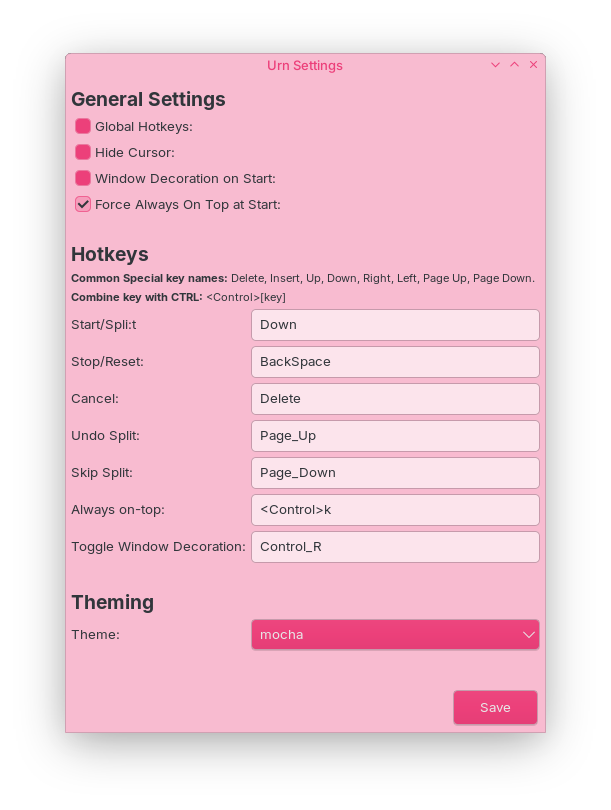 Urn Settings
General Settings
Global Hotkeys:
Hide Cursor:
Window Decoration on Start:
Force Always On Top at Start:
Hotkeys
Common Special key names: Delete, Insert, Up, Down, Right, Left, Page Up, Page Down.
Combine key with CTRL: <Control>[key]
Start/Spli:t Down
Stop/Reset: BackSpace
Cancel: Delete
Undo Split: Page_Up
Skip Split: Page_Down
Always on-top: <Control>k
Toggle Window Decoration: Control_R
Theming
Theme: mocha
Save